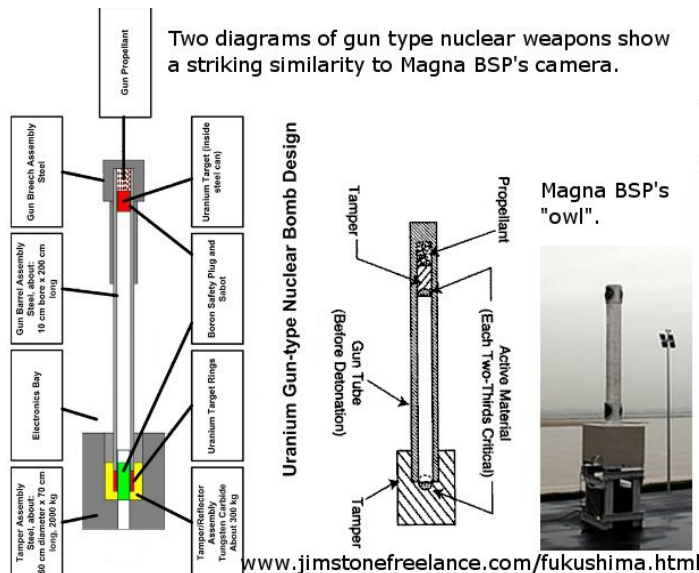 Two diagrams of gun type nuclear weapons show
a striking similarity to Magna BSP's camera.
Gun Propellant
Gun Breech Assembly
Steel
Uranium Target (inside
steel can)
Gun Barrel Assembly
Steel, about:
10 cm bore x 200 cm
long
Boron Safety Plug and
Sabot
Electronics Bay
Uranium Target Rings
Tamper Assembly
Steel, about:
60 cm diameter x 70 cm
long, 2000 kg
Tamper/Reflector
Assembly
Tungsten Carbide
About 300 kg
Uranium Gun-type Nuclear Bomb Design
Tamper
Propellant
Gun Tube
(Before Detonation)
Active Material
(Each Two-Thirds Critical)
Tamper
Magna BSP's
"owl".
www.jimstonefreelance.com/fukushima.html